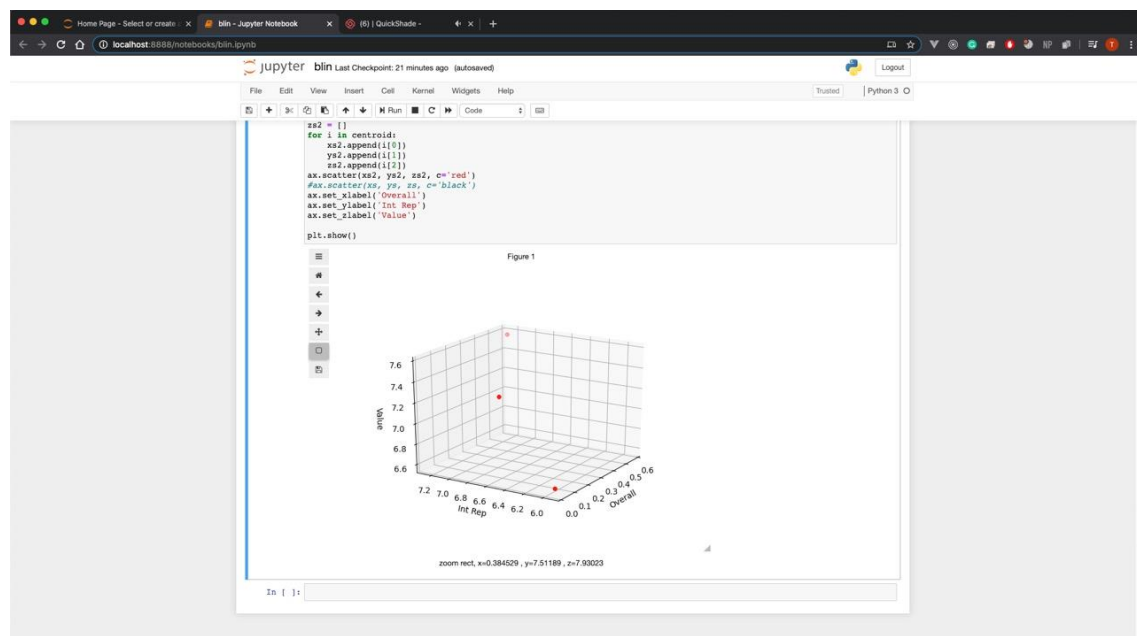 Home Page - Select or create
blin - Jupyter Notebook
(6) | QuickShade -
localhost:8888/notebooks/blin.ipynb
NP
T
jupyter blin Last Checkpoint: 21 minutes ago (autosaved)
Logout
File Edit View Insert Cell Kernel Widgets Help
Trusted | Python 3
Run
Code
zs2 = []
for i in centroid:
    xs2.append(i[0])
    ys2.append(i[1])
    zs2.append(i[2])
ax.scatter(xs2, ys2, zs2, c='red')
#ax.scatter(xs, ys, zs, c='black')
ax.set_xlabel('Overall')
ax.set_ylabel('Int Rep')
ax.set_zlabel('Value')
plt.show()
Figure 1
7.6
7.4
7.2
7.0
6.8
6.6
Value
7.2 7.0 6.8 6.6 6.4 6.2 6.0
Int Rep
0.0 0.1 0.2 0.3 0.4 0.5 0.6
Overall
zoom rect, x=0.384529 , y=7.51189 , z=7.93023
In [ ]: